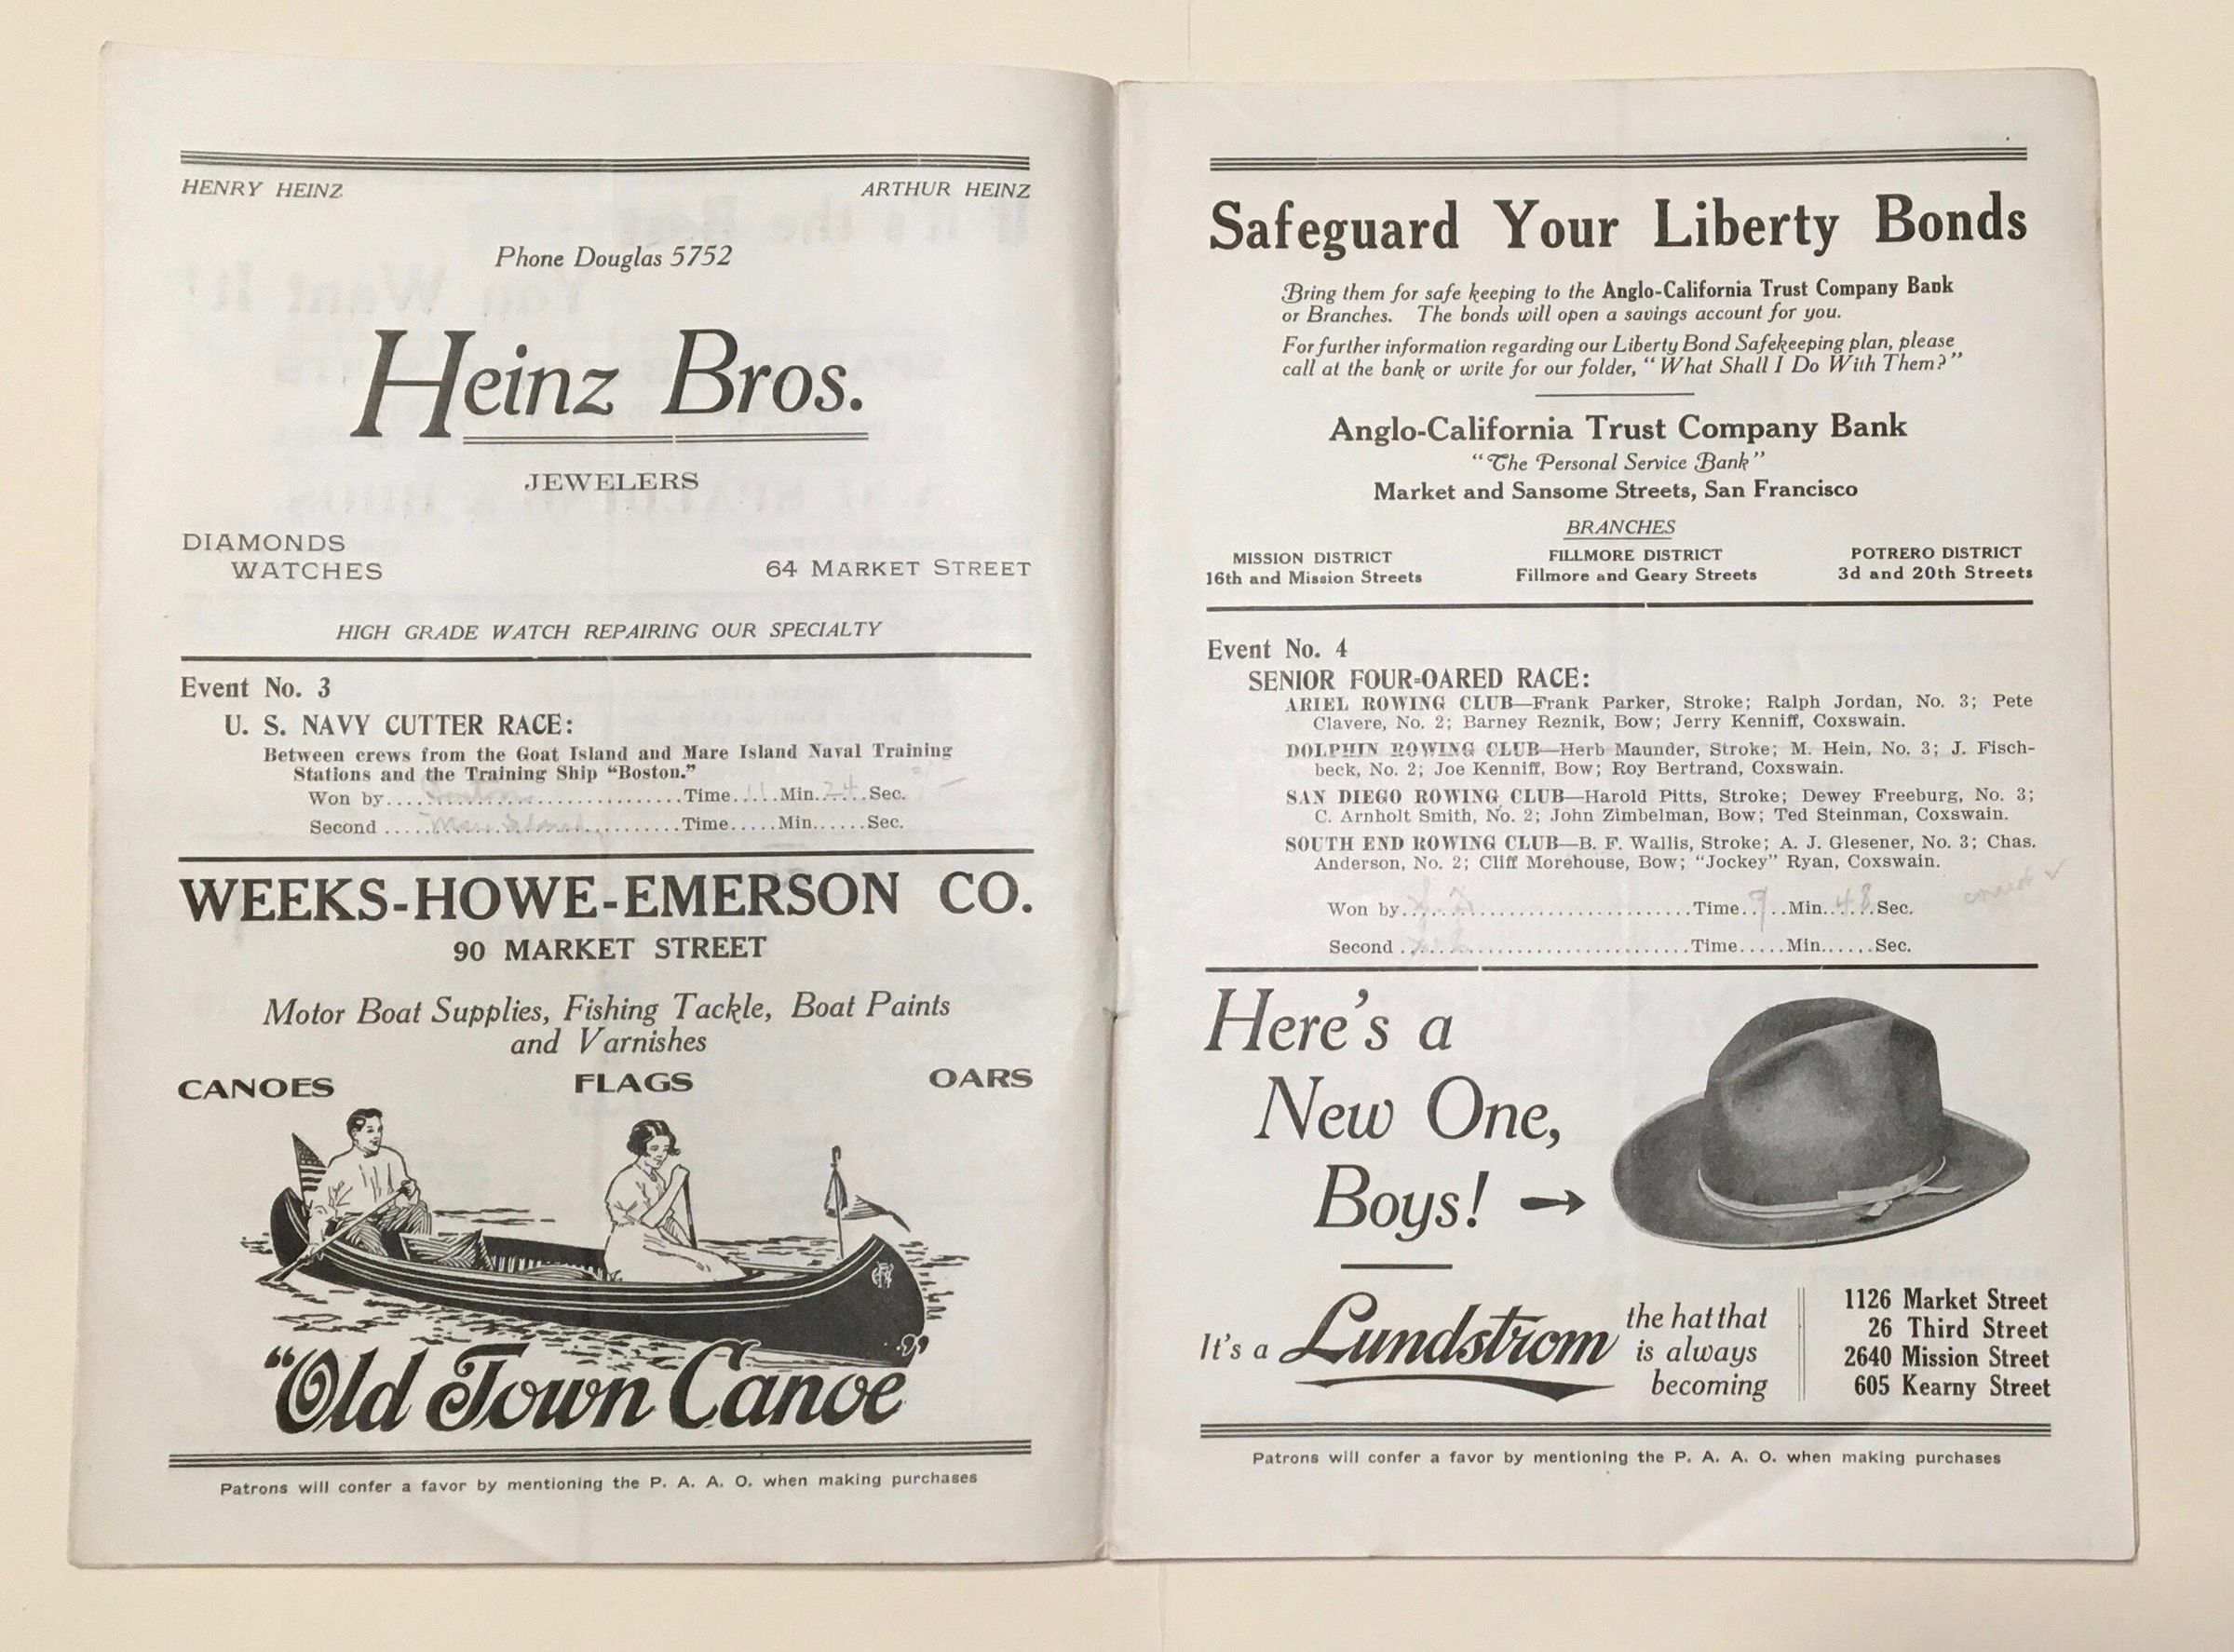 HENRY HEINZ ARTHUR HEINZ
Phone Douglas 5752
Heinz Bros.
JEWELERS
DIAMONDS
WATCHES 64 MARKET STREET
HIGH GRADE WATCH REPAIRING OUR SPECIALTY
Event No. 3
U. S. NAVY CUTTER RACE:
Between crews from the Goat Island and Mare Island Naval Training
Stations and the Training Ship “Boston.”
Won by..............................Time 11 Min. 24 Sec.
Second .... Mare Island ..........Time.....Min......Sec.
WEEKS-HOWE-EMERSON CO.
90 MARKET STREET
Motor Boat Supplies, Fishing Tackle, Boat Paints
and Varnishes
CANOES FLAGS OARS
“Old Town Canoe”
Patrons will confer a favor by mentioning the P. A. A. O. when making purchases
Safeguard Your Liberty Bonds
Bring them for safe keeping to the Anglo-California Trust Company Bank
or Branches. The bonds will open a savings account for you.
For further information regarding our Liberty Bond Safekeeping plan, please
call at the bank or write for our folder, “What Shall I Do With Them?”
Anglo-California Trust Company Bank
“The Personal Service Bank”
Market and Sansome Streets, San Francisco
BRANCHES
MISSION DISTRICT FILLMORE DISTRICT POTRERO DISTRICT
16th and Mission Streets Fillmore and Geary Streets 3d and 20th Streets
Event No. 4
SENIOR FOUR-OARED RACE:
ARIEL ROWING CLUB—Frank Parker, Stroke; Ralph Jordan, No. 3; Pete
Clavere, No. 2; Barney Reznik, Bow; Jerry Kenniff, Coxswain.
DOLPHIN ROWING CLUB—Herb Maunder, Stroke; M. Hein, No. 3; J. Fisch-
beck, No. 2; Joe Kenniff, Bow; Roy Bertrand, Coxswain.
SAN DIEGO ROWING CLUB—Harold Pitts, Stroke; Dewey Freeburg, No. 3;
C. Arnholt Smith, No. 2; John Zimbelman, Bow; Ted Steinman, Coxswain.
SOUTH END ROWING CLUB—B. F. Wallis, Stroke; A. J. Glesener, No. 3; Chas.
Anderson, No. 2; Cliff Morehouse, Bow; “Jockey” Ryan, Coxswain.
Won by..............................Time 9 Min. 48 Sec.
Second ..............................Time.....Min......Sec.
Here’s a
New One,
Boys! →
It’s a Lundstrom the hat that
is always
becoming
1126 Market Street
26 Third Street
2640 Mission Street
605 Kearny Street
Patrons will confer a favor by mentioning the P. A. A. O. when making purchases